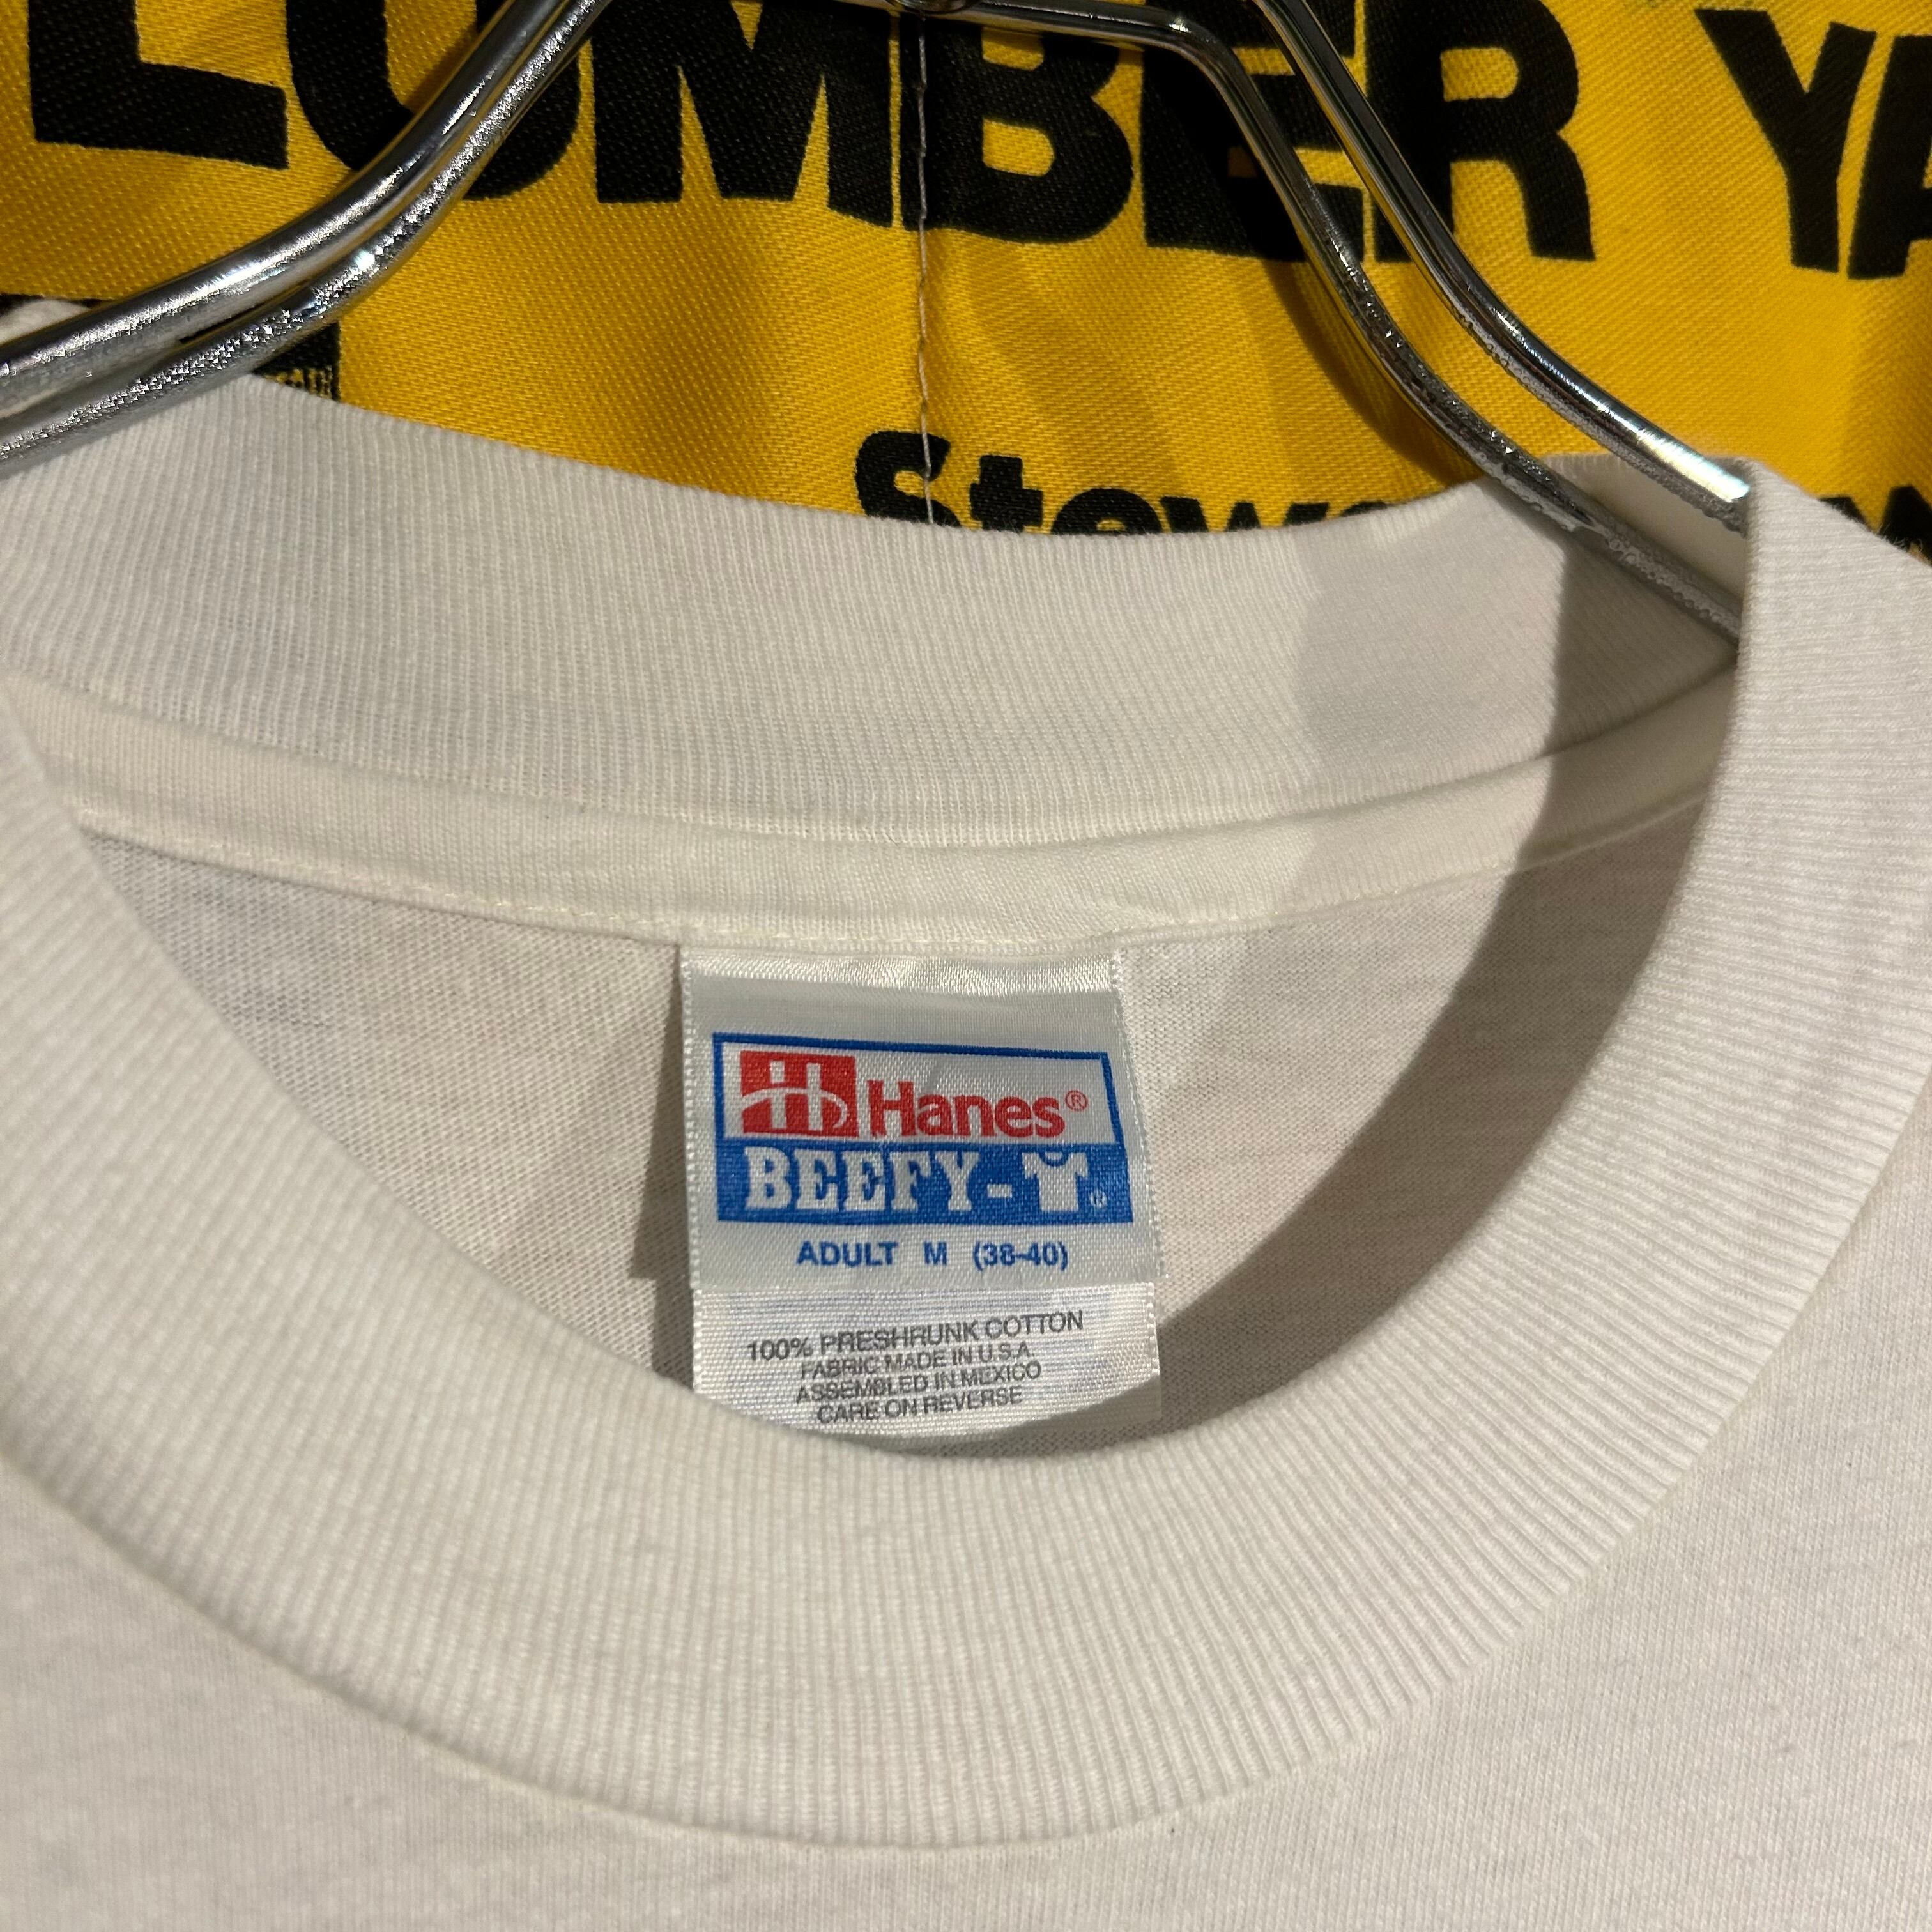 LUMBER YA
Stew
Hanes®
BEEFY-T®
ADULT M (38-40)
100% PRESHRUNK COTTON
FABRIC MADE IN U.S.A.
ASSEMBLED IN MEXICO
CARE ON REVERSE